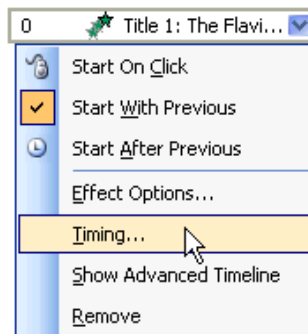 0 Title 1: The Flavi...
Start On Click
Start With Previous
Start After Previous
Effect Options...
Timing...
Show Advanced Timeline
Remove